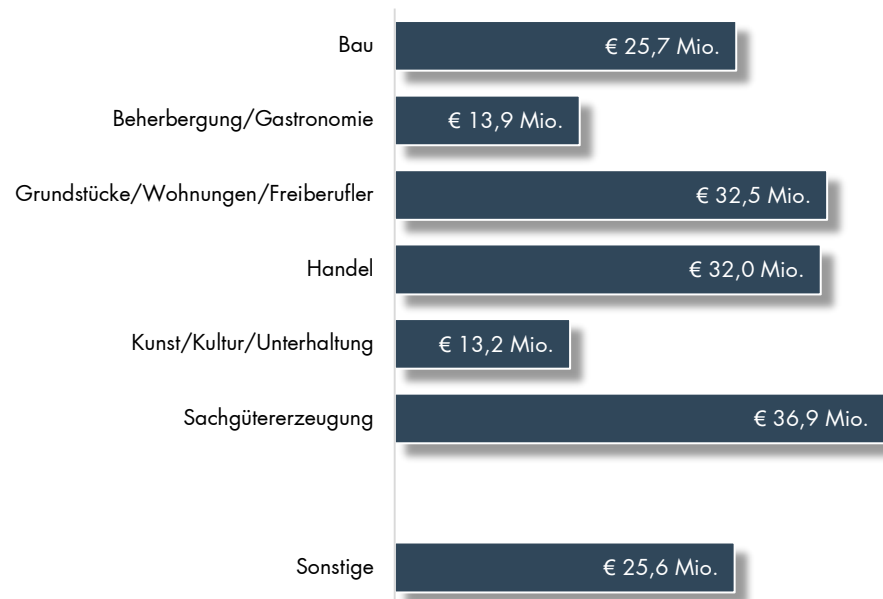 Bau € 25,7 Mio.
Beherbergung/Gastronomie € 13,9 Mio.
Grundstücke/Wohnungen/Freiberufler € 32,5 Mio.
Handel € 32,0 Mio.
Kunst/Kultur/Unterhaltung € 13,2 Mio.
Sachgütererzeugung € 36,9 Mio.
Sonstige € 25,6 Mio.